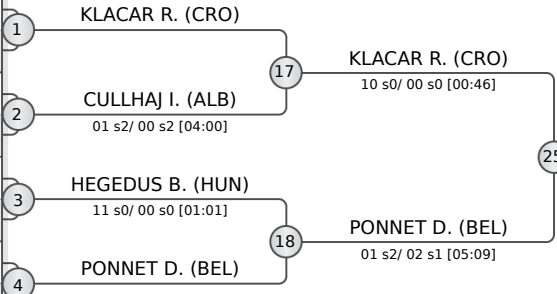 KLACAR R. (CRO)
1
17
KLACAR R. (CRO)
10 s0/ 00 s0 [00:46]
CULLHAJ I. (ALB)
2
01 s2/ 00 s2 [04:00]
25
HEGEDUS B. (HUN)
3
11 s0/ 00 s0 [01:01]
18
PONNET D. (BEL)
01 s2/ 02 s1 [05:09]
PONNET D. (BEL)
4